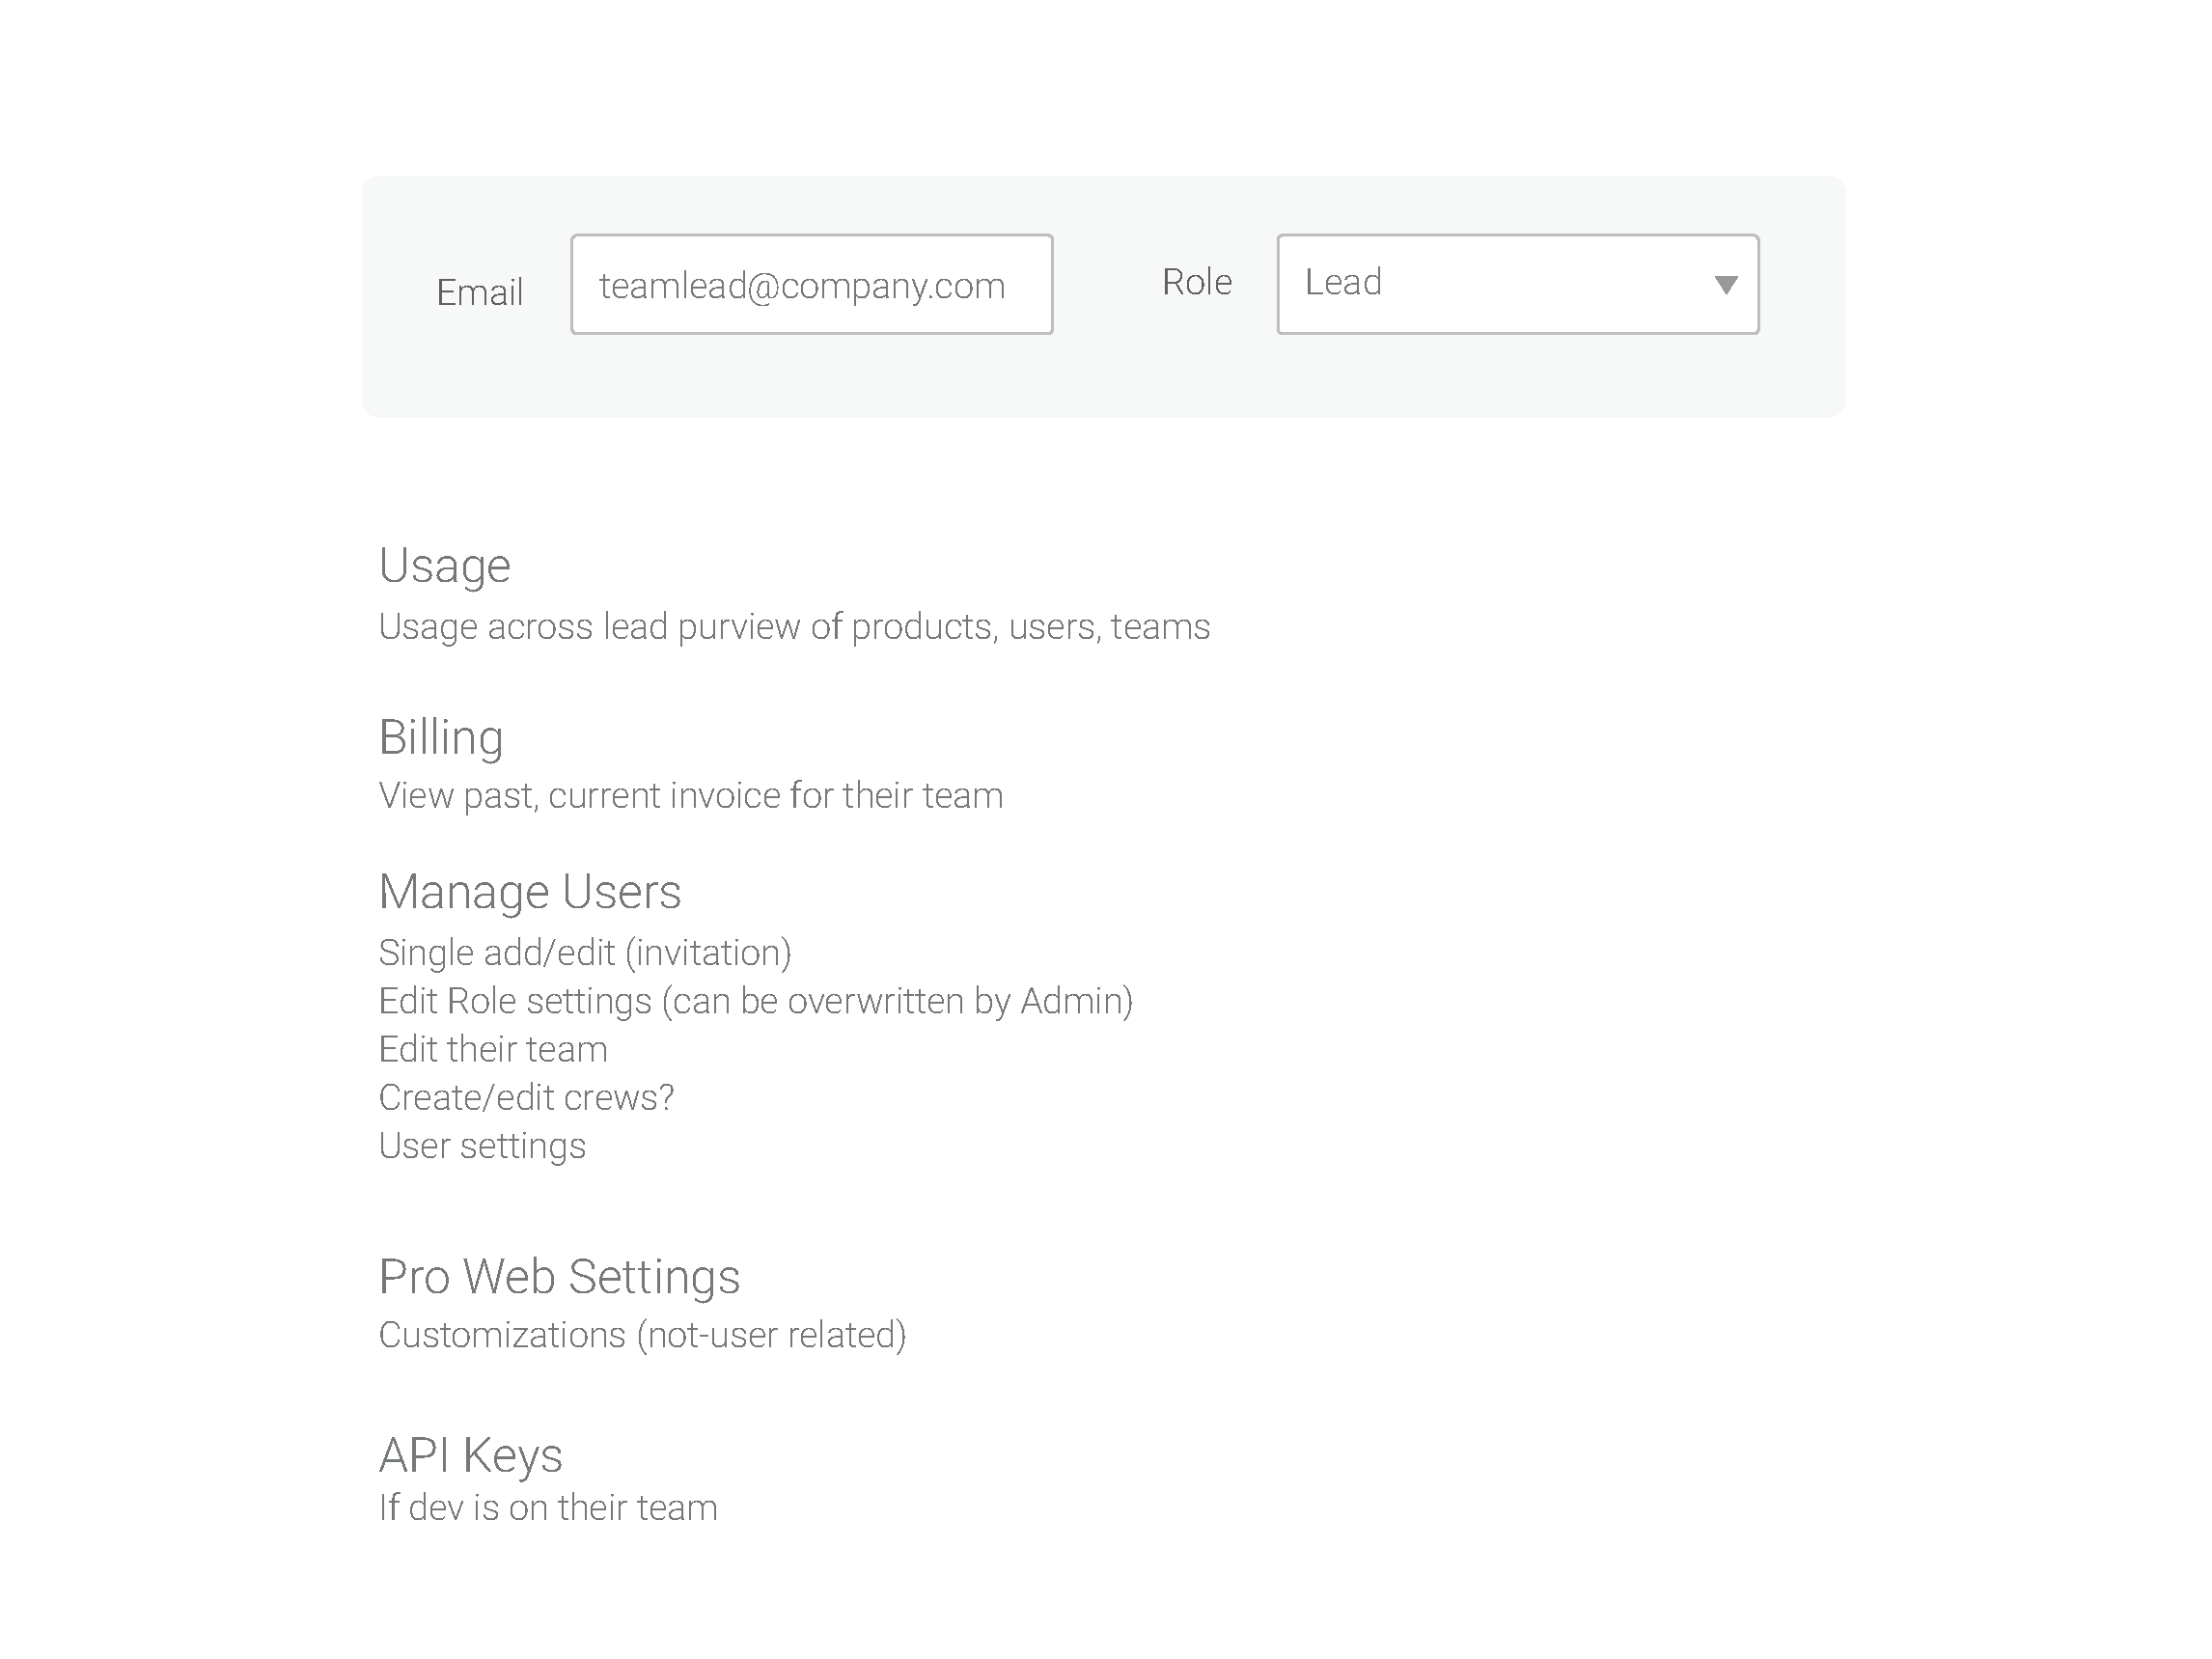 Email
teamlead@company.com
Role
Lead
Usage
Usage across lead purview of products, users, teams
Billing
View past, current invoice for their team
Manage Users
Single add/edit (invitation)
Edit Role settings (can be overwritten by Admin)
Edit their team
Create/edit crews?
User settings
Pro Web Settings
Customizations (not-user related)
API Keys
If dev is on their team